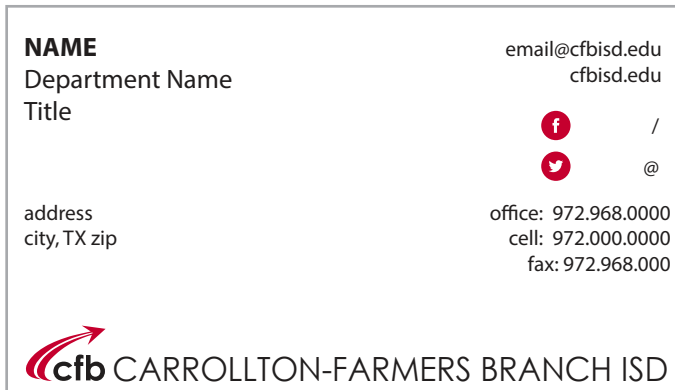 NAME
Department Name
Title
email@cfbisd.edu
cfbisd.edu
f /
@
address
city, TX zip
office: 972.968.0000
cell: 972.000.0000
fax: 972.968.000
cfb CARROLLTON-FARMERS BRANCH ISD